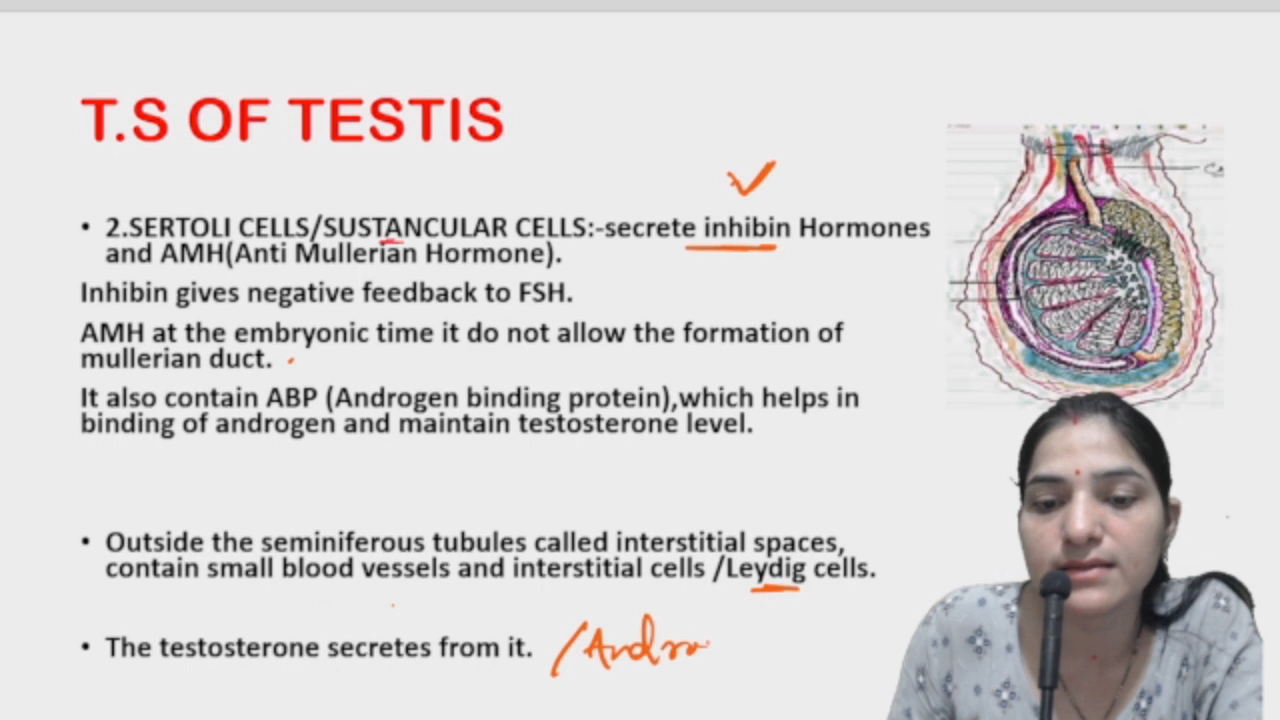 T.S OF TESTIS
• 2.SERTOLI CELLS/SUSTANCULAR CELLS:-secrete inhibin Hormones
and AMH(Anti Mullerian Hormone).
Inhibin gives negative feedback to FSH.
AMH at the embryonic time it do not allow the formation of
mullerian duct.
It also contain ABP (Androgen binding protein),which helps in
binding of androgen and maintain testosterone level.
• Outside the seminiferous tubules called interstitial spaces,
contain small blood vessels and interstitial cells /Leydig cells.
• The testosterone secretes from it. /Andro